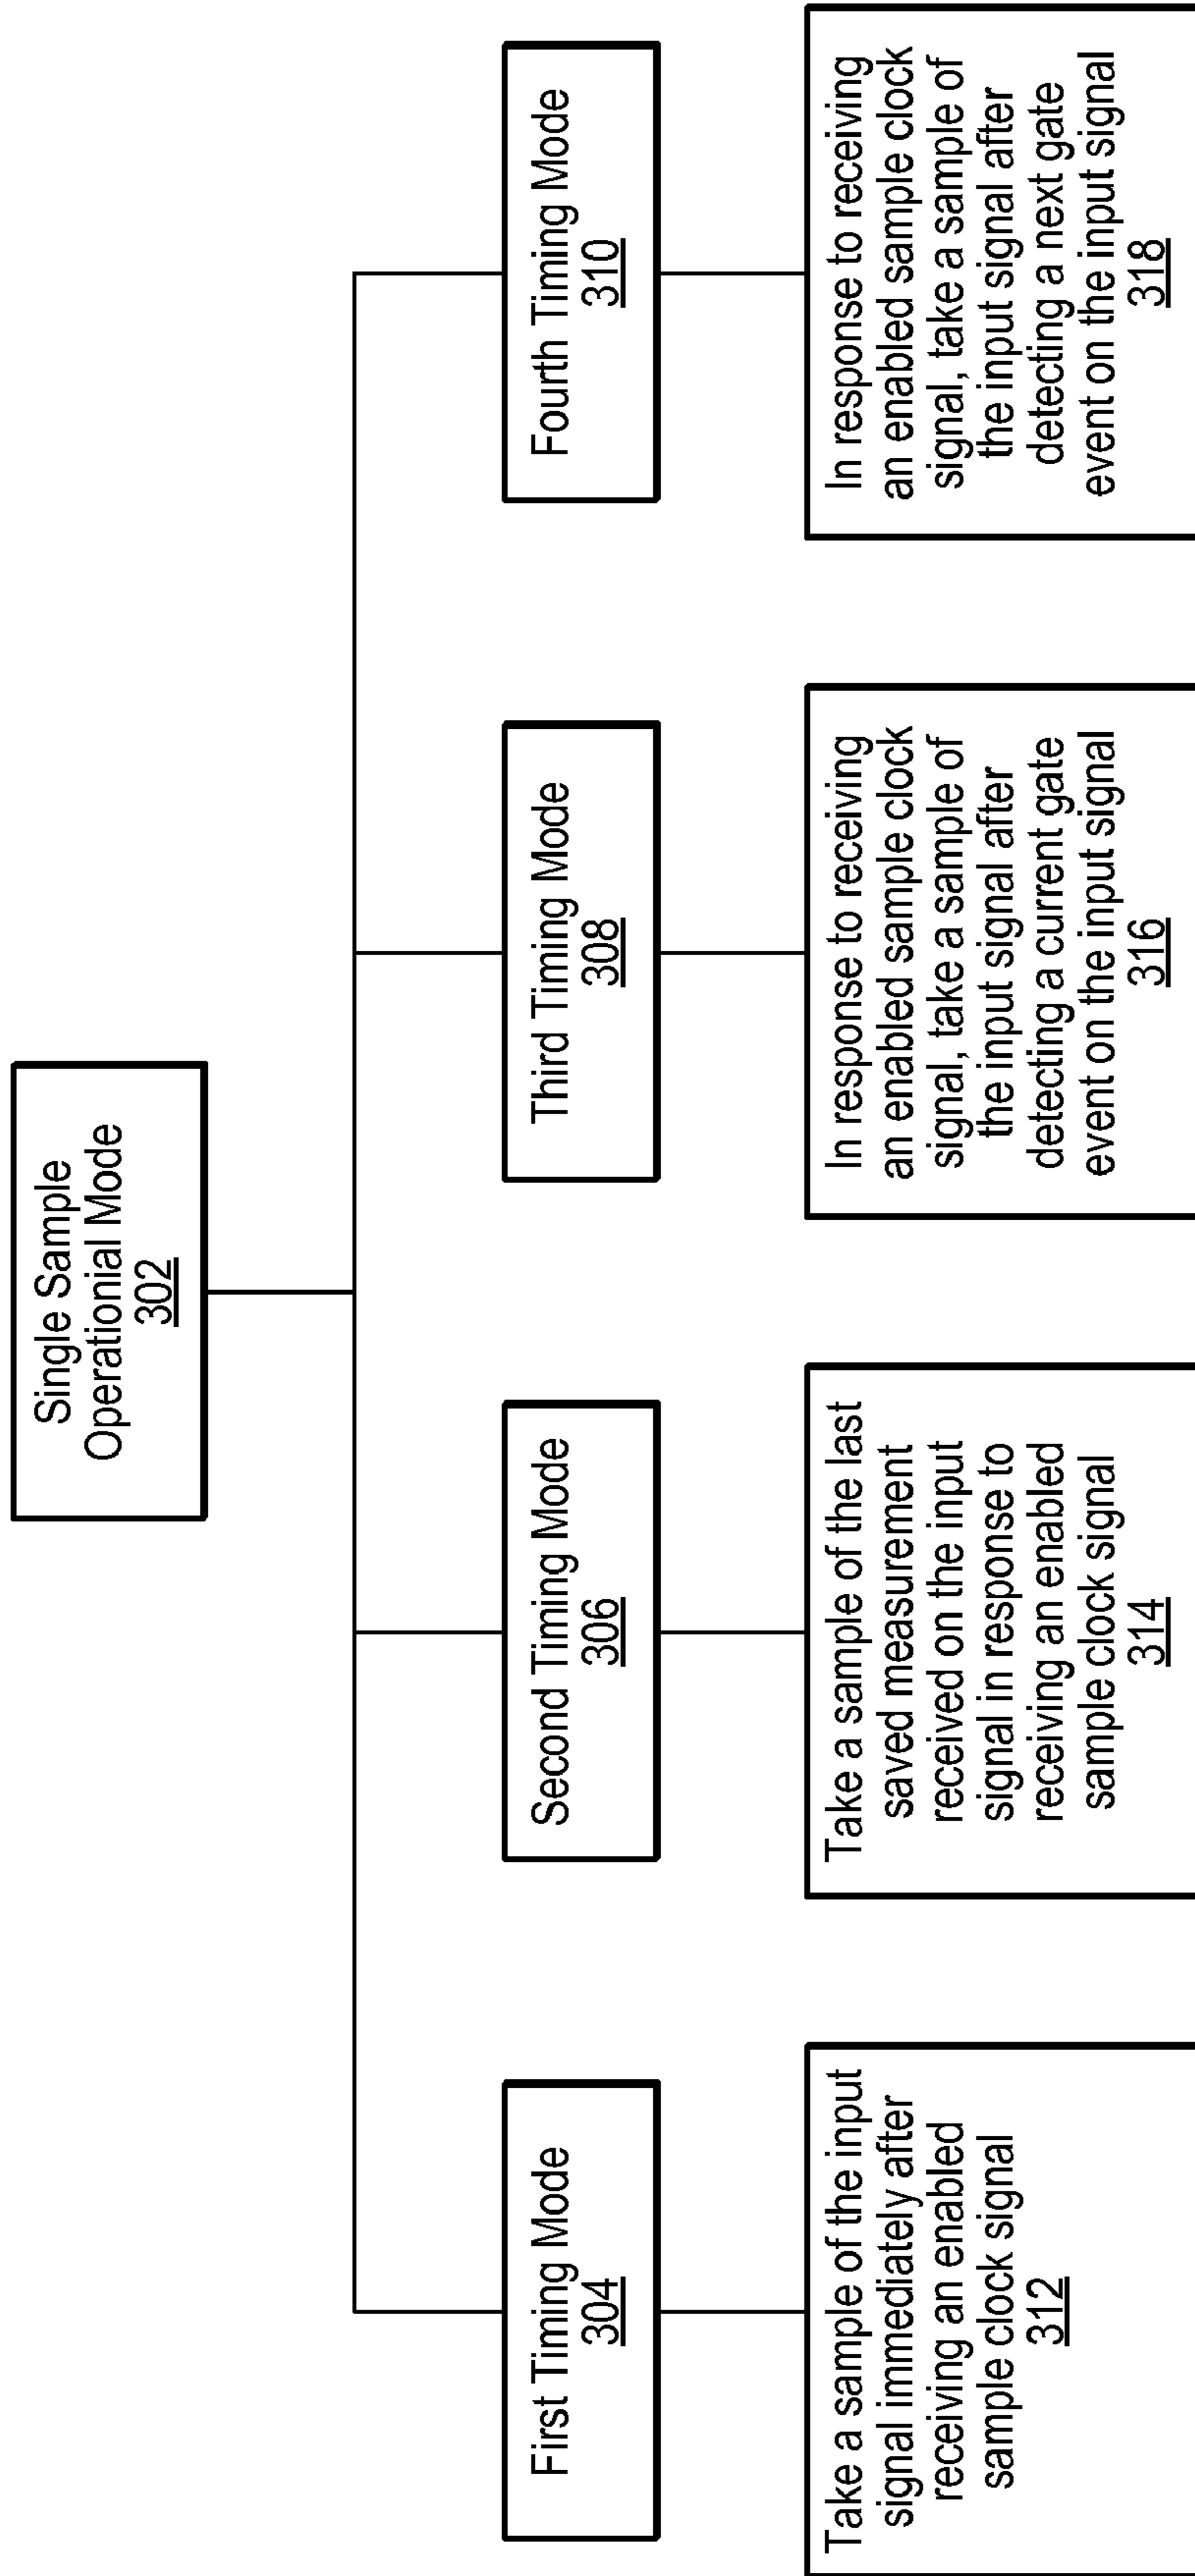 Single Sample
Operationial Mode
302
First Timing Mode
304
Second Timing Mode
306
Third Timing Mode
308
Fourth Timing Mode
310
Take a sample of the input
signal immediately after
receiving an enabled
sample clock signal
312
Take a sample of the last
saved measurement
received on the input
signal in response to
receiving an enabled
sample clock signal
314
In response to receiving
an enabled sample clock
signal, take a sample of
the input signal after
detecting a current gate
event on the input signal
316
In response to receiving
an enabled sample clock
signal, take a sample of
the input signal after
detecting a next gate
event on the input signal
318